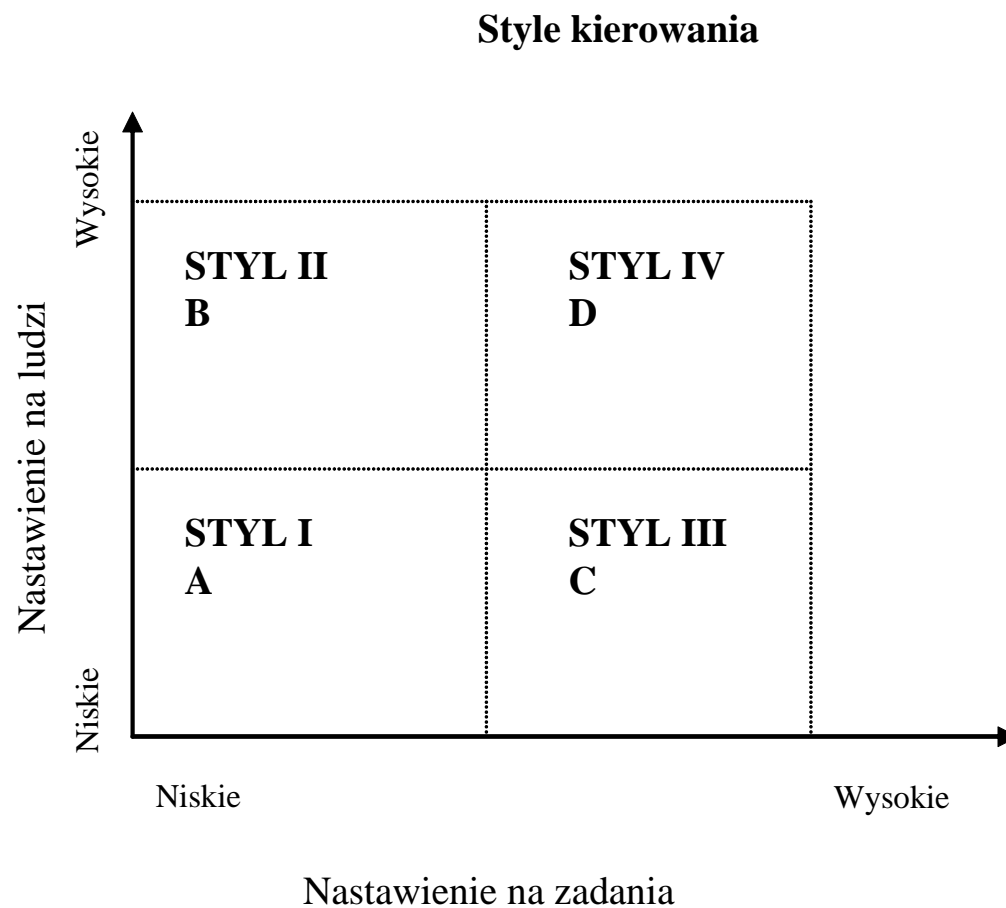 Style kierowania
Wysokie
Nastawienie na ludzi
Niskie
STYL II
B
STYL IV
D
STYL I
A
STYL III
C
Niskie
Wysokie
Nastawienie na zadania